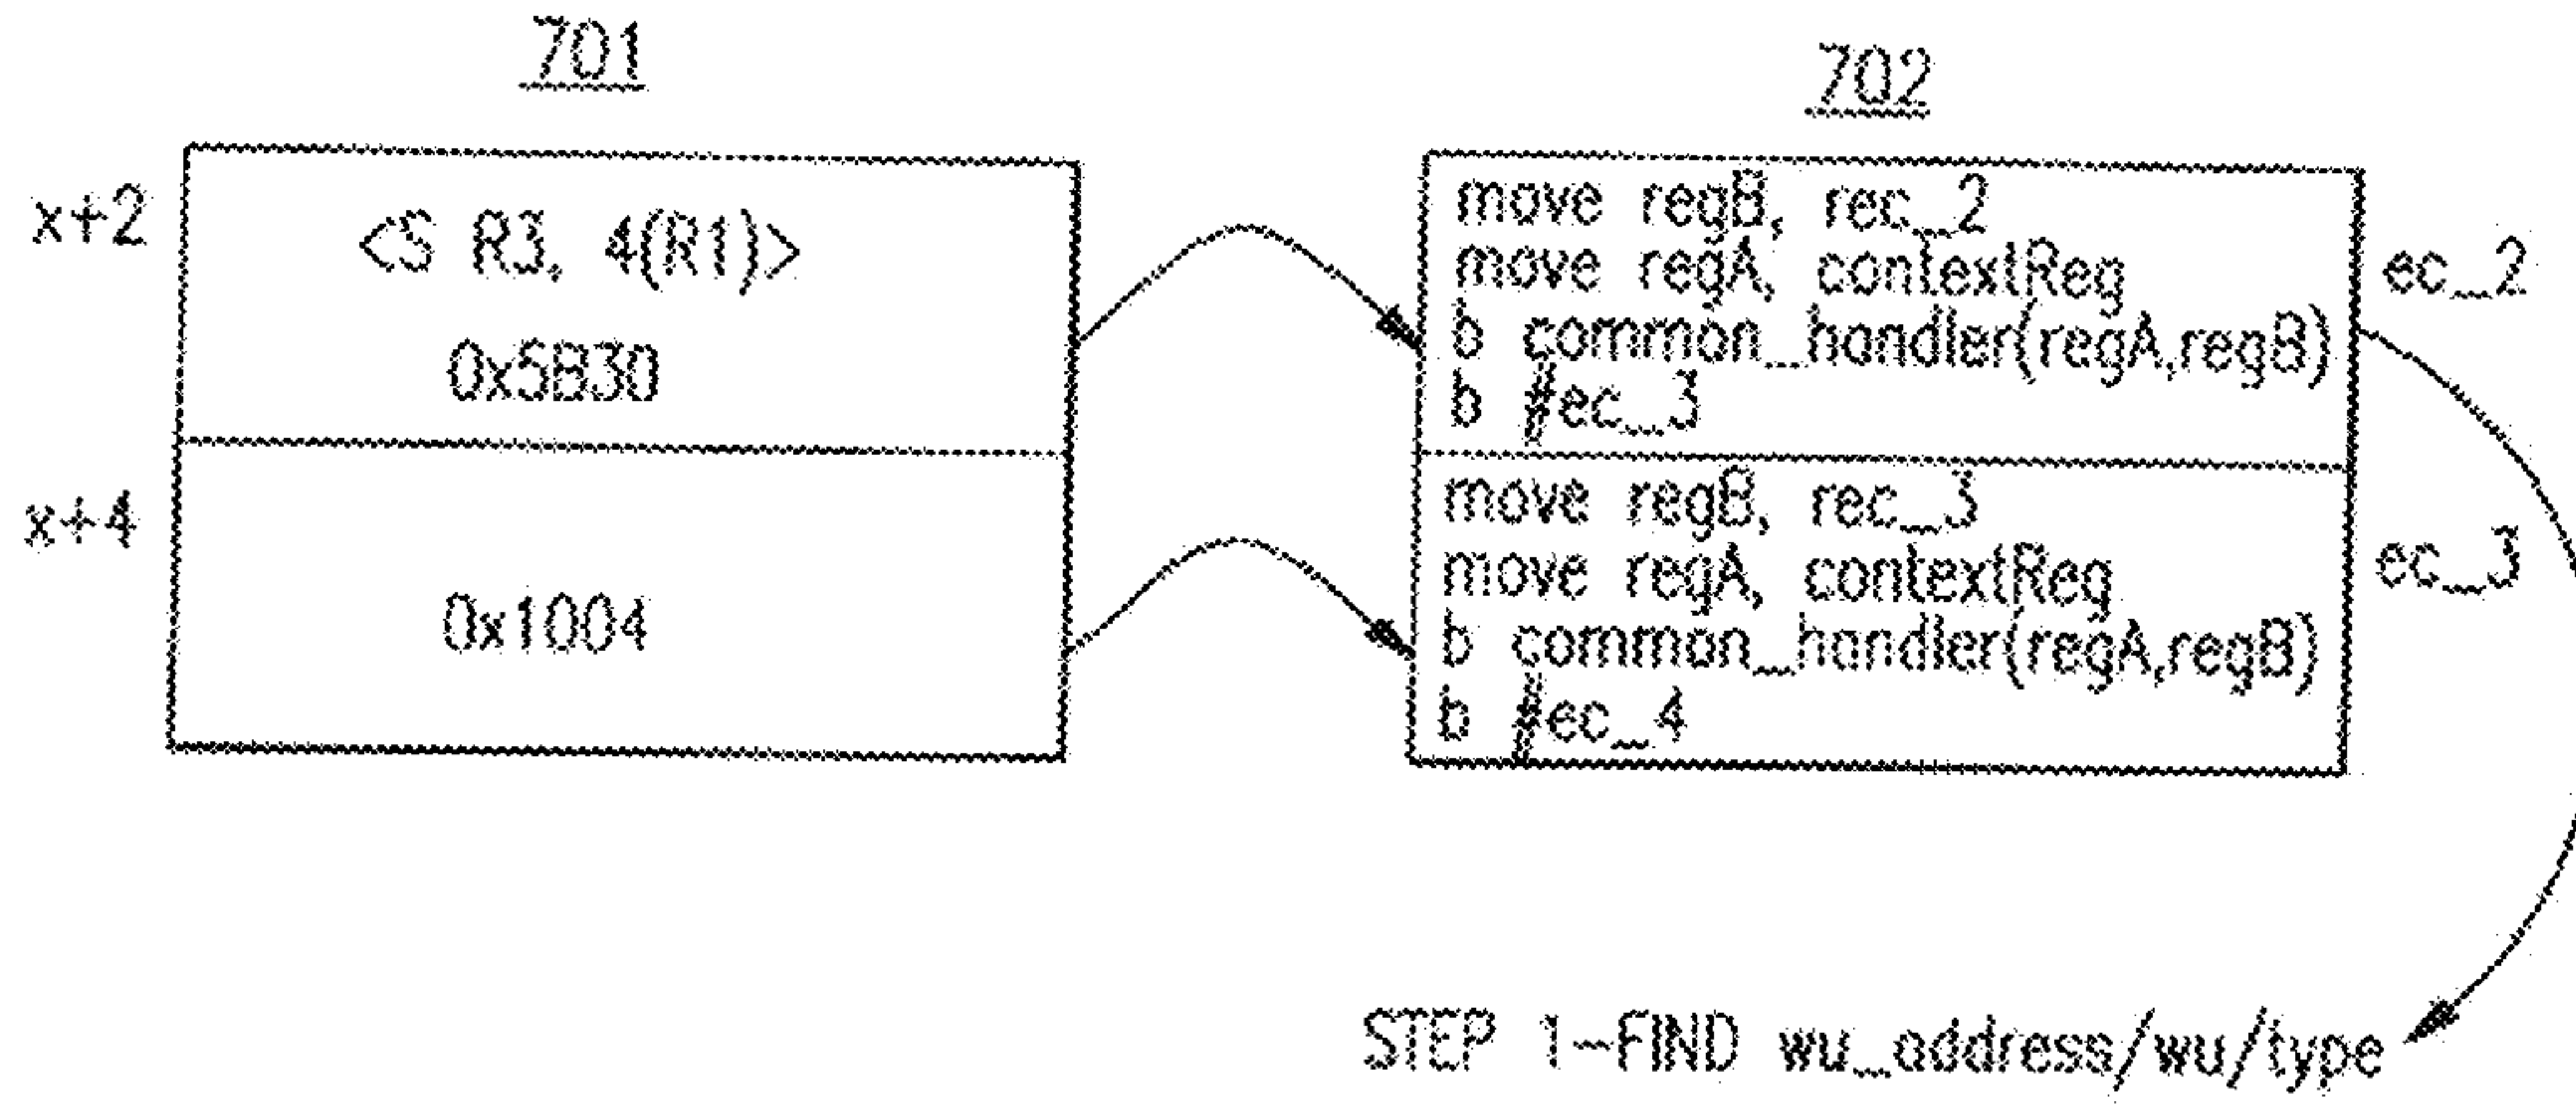 701
702
x+2
<S R3, 4(R1)>
0x5B30
x+4
0x1004
move regB, rec_2
move regA, contextReg
b common_handler(regA,regB)
b #ec_3
ec_2
move regB, rec_3
move regA, contextReg
b common_handler(regA,regB)
b #ec_4
ec_3
STEP 1-FIND wu_address/wu/type